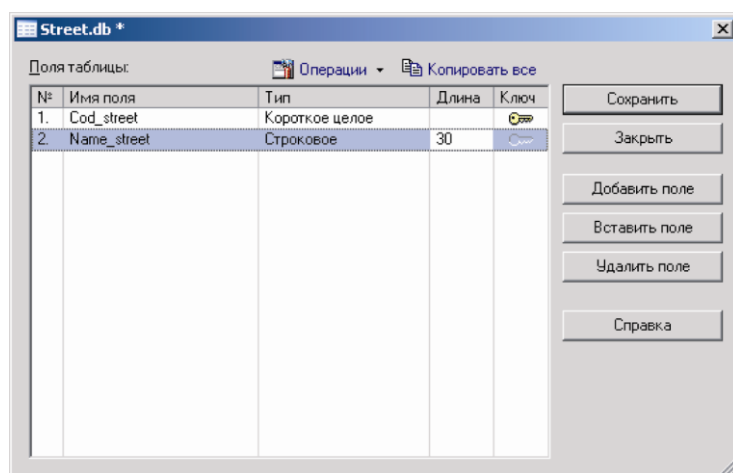 Street.db *
Поля таблицы: Операции Копировать все
№ Имя поля Тип Длина Ключ
1. Cod_street Короткое целое
2. Name_street Строковое 30
Сохранить
Закрыть
Добавить поле
Вставить поле
Удалить поле
Справка